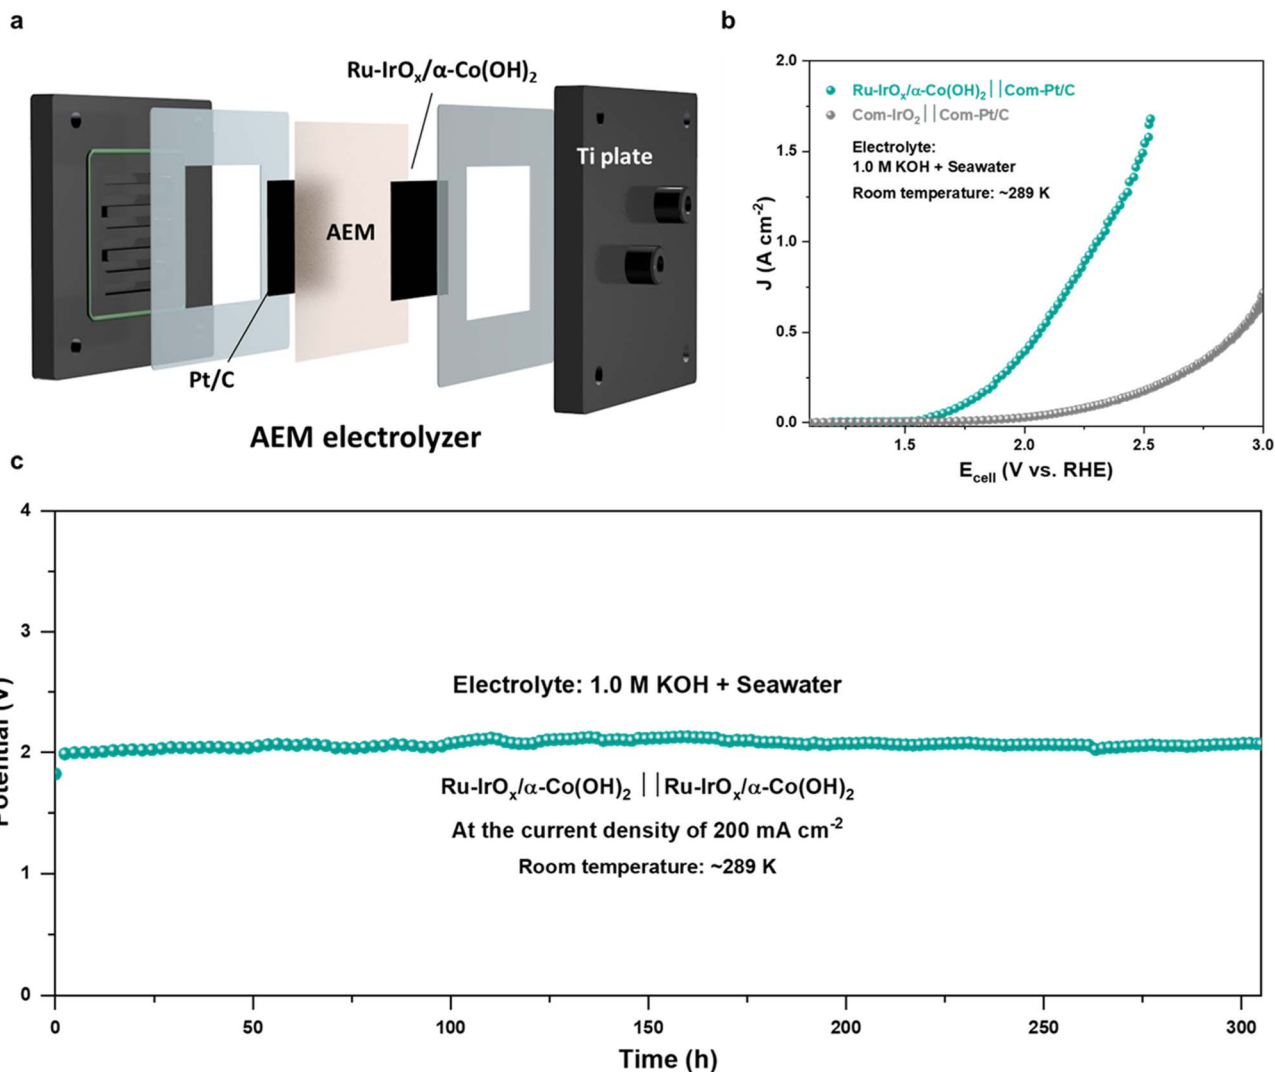 a
Ru-IrOₓ/α-Co(OH)₂
Ti plate
AEM
Pt/C
AEM electrolyzer
b
2.0
1.5
1.0
0.5
0.0
J (A cm⁻²)
Ru-IrOₓ/α-Co(OH)₂││Com-Pt/C
Com-IrO₂││Com-Pt/C
Electrolyte:
1.0 M KOH + Seawater
Room temperature: ~289 K
1.5 2.0 2.5 3.0
E_cell (V vs. RHE)
c
4
3
2
1
0
Potential (V)
Electrolyte: 1.0 M KOH + Seawater
Ru-IrOₓ/α-Co(OH)₂ ││Ru-IrOₓ/α-Co(OH)₂
At the current density of 200 mA cm⁻²
Room temperature: ~289 K
0 50 100 150 200 250 300
Time (h)